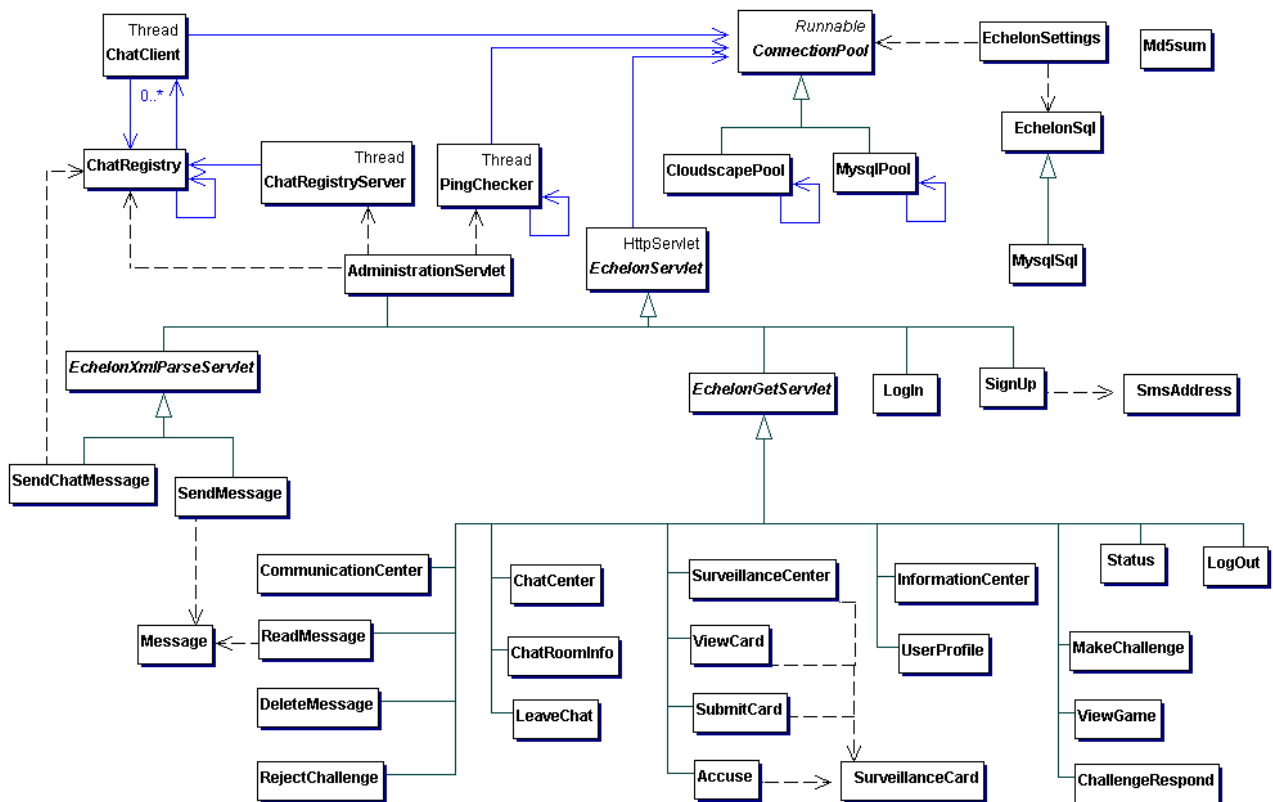 Thread
ChatClient
Runnable
ConnectionPool
EchelonSettings
Md5sum
0..*
EchelonSql
ChatRegistry
Thread
ChatRegistryServer
Thread
PingChecker
CloudscapePool
MysqlPool
HttpServlet
EchelonServlet
MysqlSql
AdministrationServlet
EchelonXmlParseServlet
EchelonGetServlet
LogIn
SignUp
SmsAddress
SendChatMessage
SendMessage
CommunicationCenter
ChatCenter
SurveillanceCenter
InformationCenter
Status
LogOut
Message
ReadMessage
ChatRoomInfo
ViewCard
UserProfile
MakeChallenge
DeleteMessage
LeaveChat
SubmitCard
ViewGame
RejectChallenge
Accuse
SurveillanceCard
ChallengeRespond